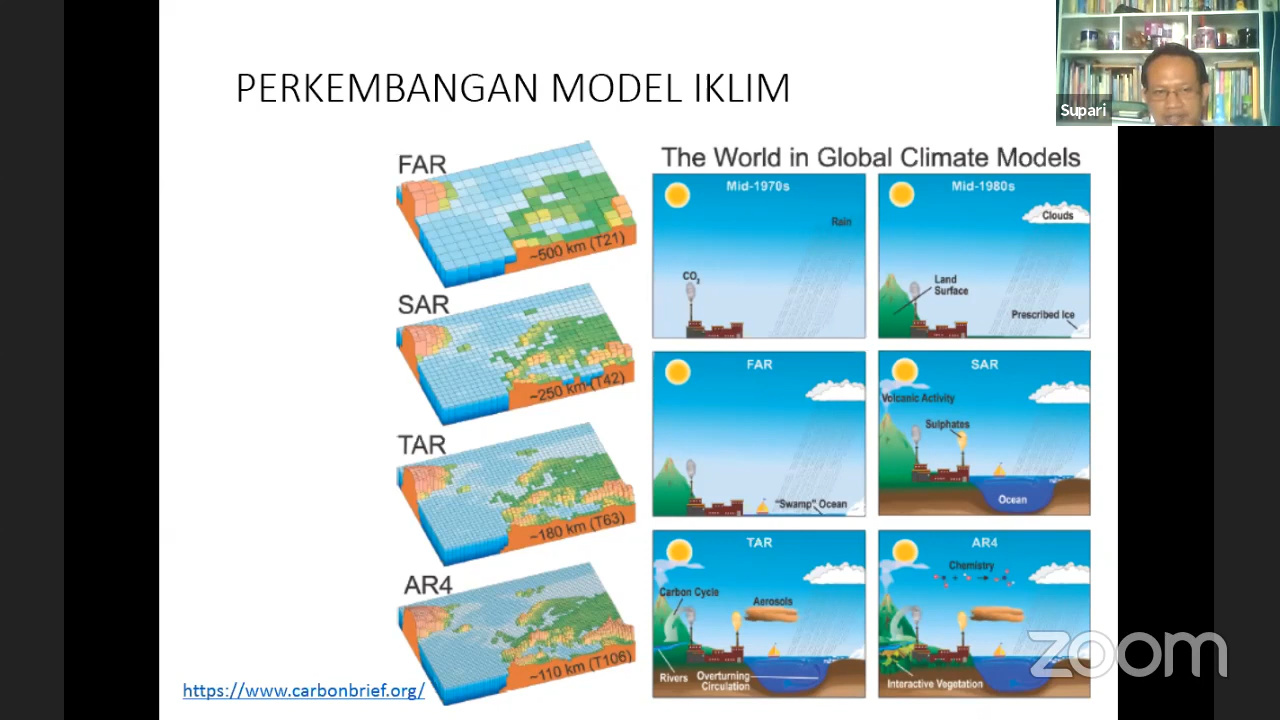 PERKEMBANGAN MODEL IKLIM
Supari
FAR
~500 km (T21)
SAR
~250 km (T42)
TAR
~180 km (T63)
AR4
~110 km (T106)
https://www.carbonbrief.org/
The World in Global Climate Models
Mid-1970s
Rain
CO₂
Mid-1980s
Clouds
Land
Surface
Prescribed Ice
FAR
"Swamp" Ocean
SAR
Volcanic Activity
Sulphates
Ocean
TAR
Carbon Cycle
Aerosols
Rivers
Overturning
Circulation
AR4
Chemistry
Interactive Vegetation
zoom